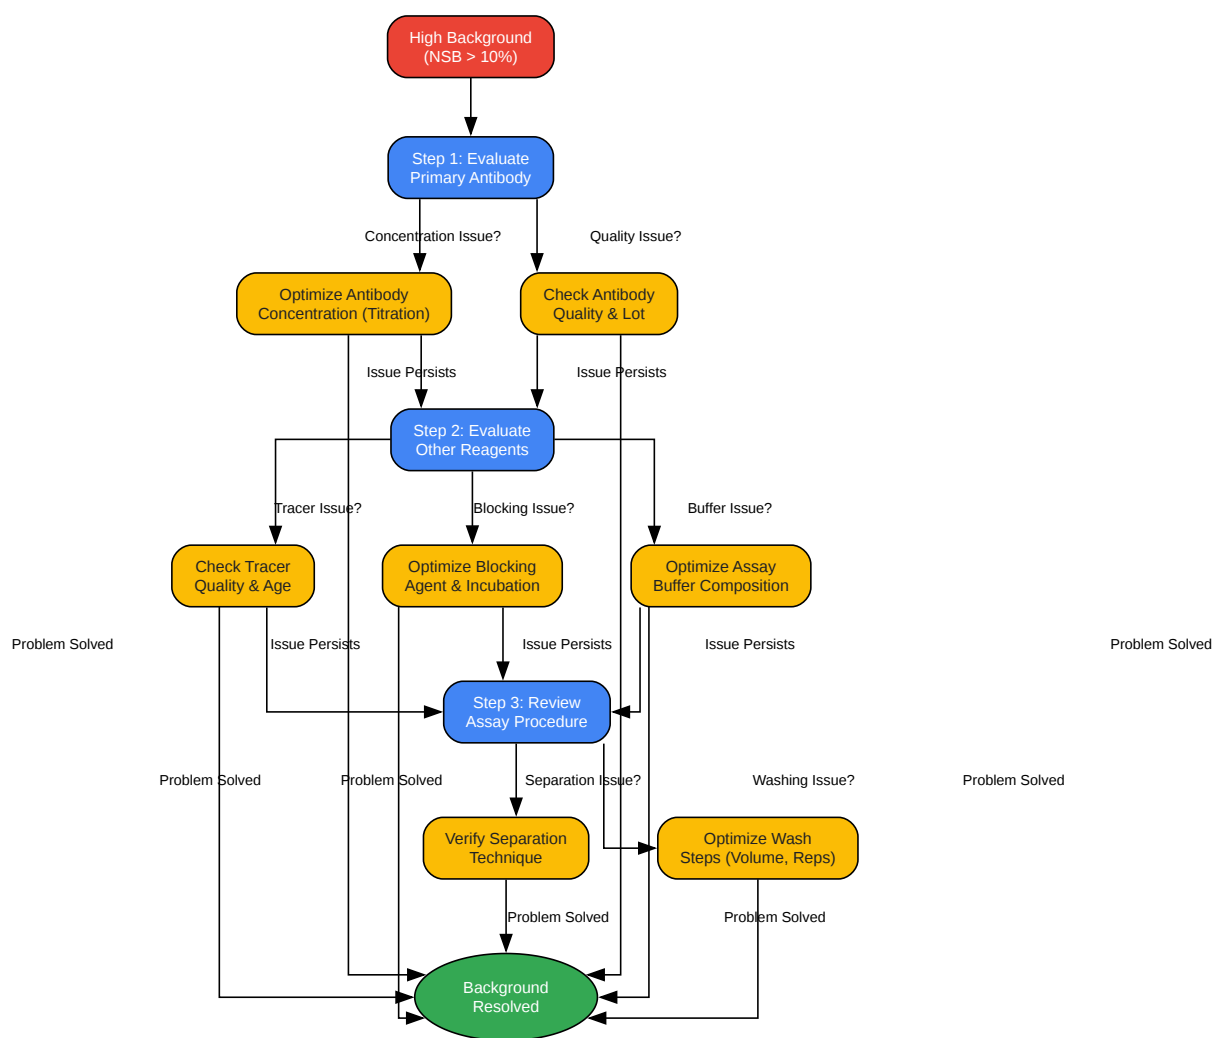 High Background
(NSB > 10%)
Step 1: Evaluate
Primary Antibody
Concentration Issue?
Quality Issue?
Optimize Antibody
Concentration (Titration)
Check Antibody
Quality & Lot
Issue Persists
Issue Persists
Step 2: Evaluate
Other Reagents
Tracer Issue?
Blocking Issue?
Buffer Issue?
Check Tracer
Quality & Age
Optimize Blocking
Agent & Incubation
Optimize Assay
Buffer Composition
Problem Solved
Issue Persists
Issue Persists
Issue Persists
Problem Solved
Step 3: Review
Assay Procedure
Problem Solved
Problem Solved
Separation Issue?
Washing Issue?
Problem Solved
Verify Separation
Technique
Optimize Wash
Steps (Volume, Reps)
Problem Solved
Problem Solved
Background
Resolved